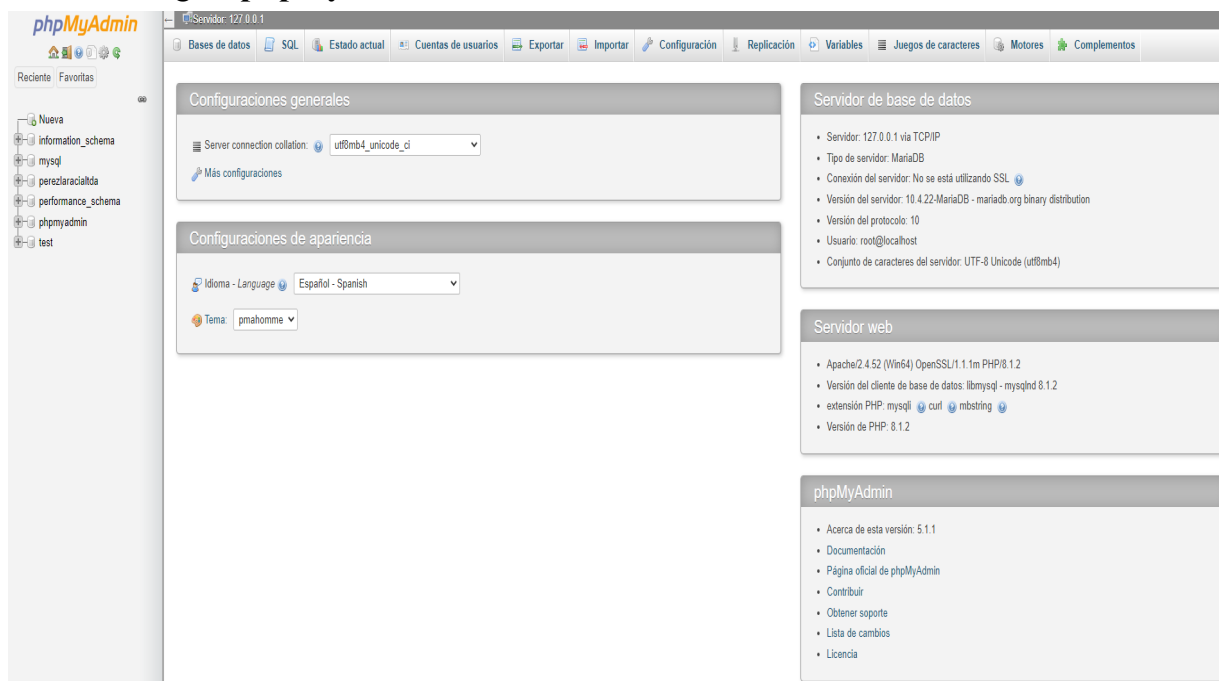 phpMyAdmin
Reciente Favoritas
Nueva
information_schema
mysql
perezlaracialtda
performance_schema
phpmyadmin
test
Servidor: 127.0.0.1
Bases de datos SQL Estado actual Cuentas de usuarios Exportar Importar Configuración Replicación Variables Juegos de caracteres Motores Complementos
Configuraciones generales
Server connection collation: utf8mb4_unicode_ci
Más configuraciones
Configuraciones de apariencia
Idioma - Language Español - Spanish
Tema: pmahomme
Servidor de base de datos
• Servidor: 127.0.0.1 via TCP/IP
• Tipo de servidor: MariaDB
• Conexión del servidor: No se está utilizando SSL
• Versión del servidor: 10.4.22-MariaDB - mariadb.org binary distribution
• Versión del protocolo: 10
• Usuario: root@localhost
• Conjunto de caracteres del servidor: UTF-8 Unicode (utf8mb4)
Servidor web
• Apache/2.4.52 (Win64) OpenSSL/1.1.1m PHP/8.1.2
• Versión del cliente de base de datos: libmysql - mysqlnd 8.1.2
• extensión PHP: mysqli curl mbstring
• Versión de PHP: 8.1.2
phpMyAdmin
• Acerca de esta versión: 5.1.1
• Documentación
• Página oficial de phpMyAdmin
• Contribuir
• Obtener soporte
• Lista de cambios
• Licencia